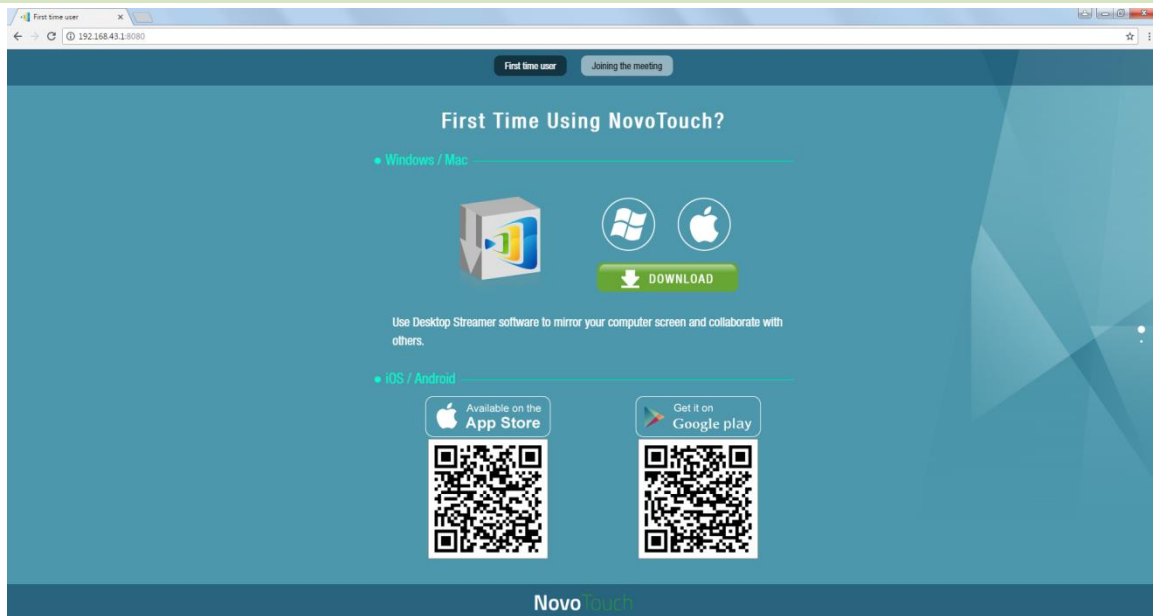 First time user
192.168.43.1:8080
First time user
Joining the meeting
First Time Using NovoTouch?
Windows / Mac
DOWNLOAD
Use Desktop Streamer software to mirror your computer screen and collaborate with
others.
iOS / Android
Available on the
App Store
Get it on
Google play
NovoTouch